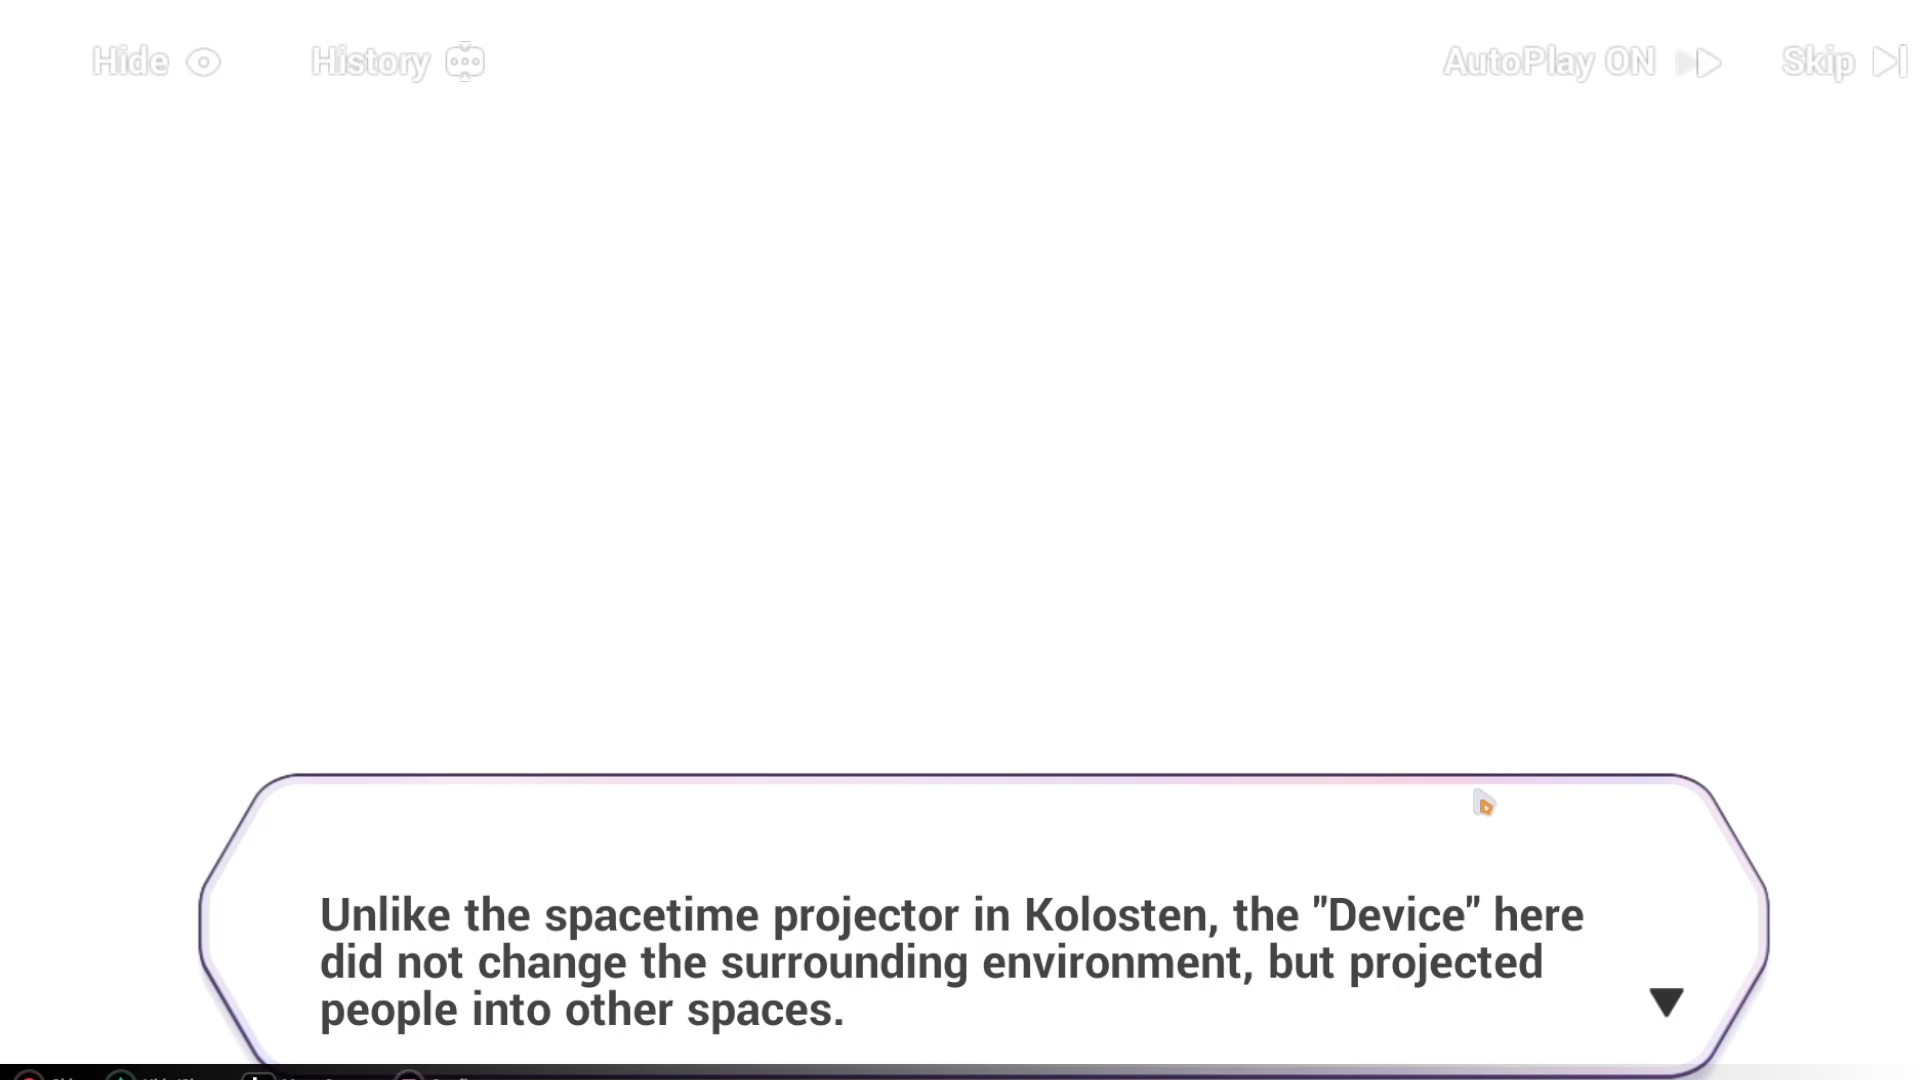 Hide
History
AutoPlay ON
Skip
Unlike the spacetime projector in Kolosten, the "Device" here
did not change the surrounding environment, but projected
people into other spaces.